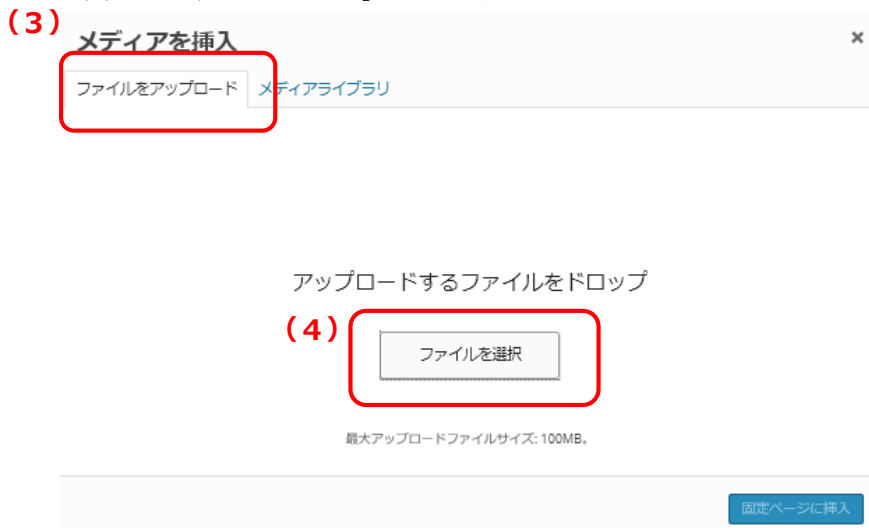 (3)
メディアを挿入 ×
ファイルをアップロード メディアライブラリ
アップロードするファイルをドロップ
(4)
ファイルを選択
最大アップロードファイルサイズ: 100MB。
固定ページに挿入